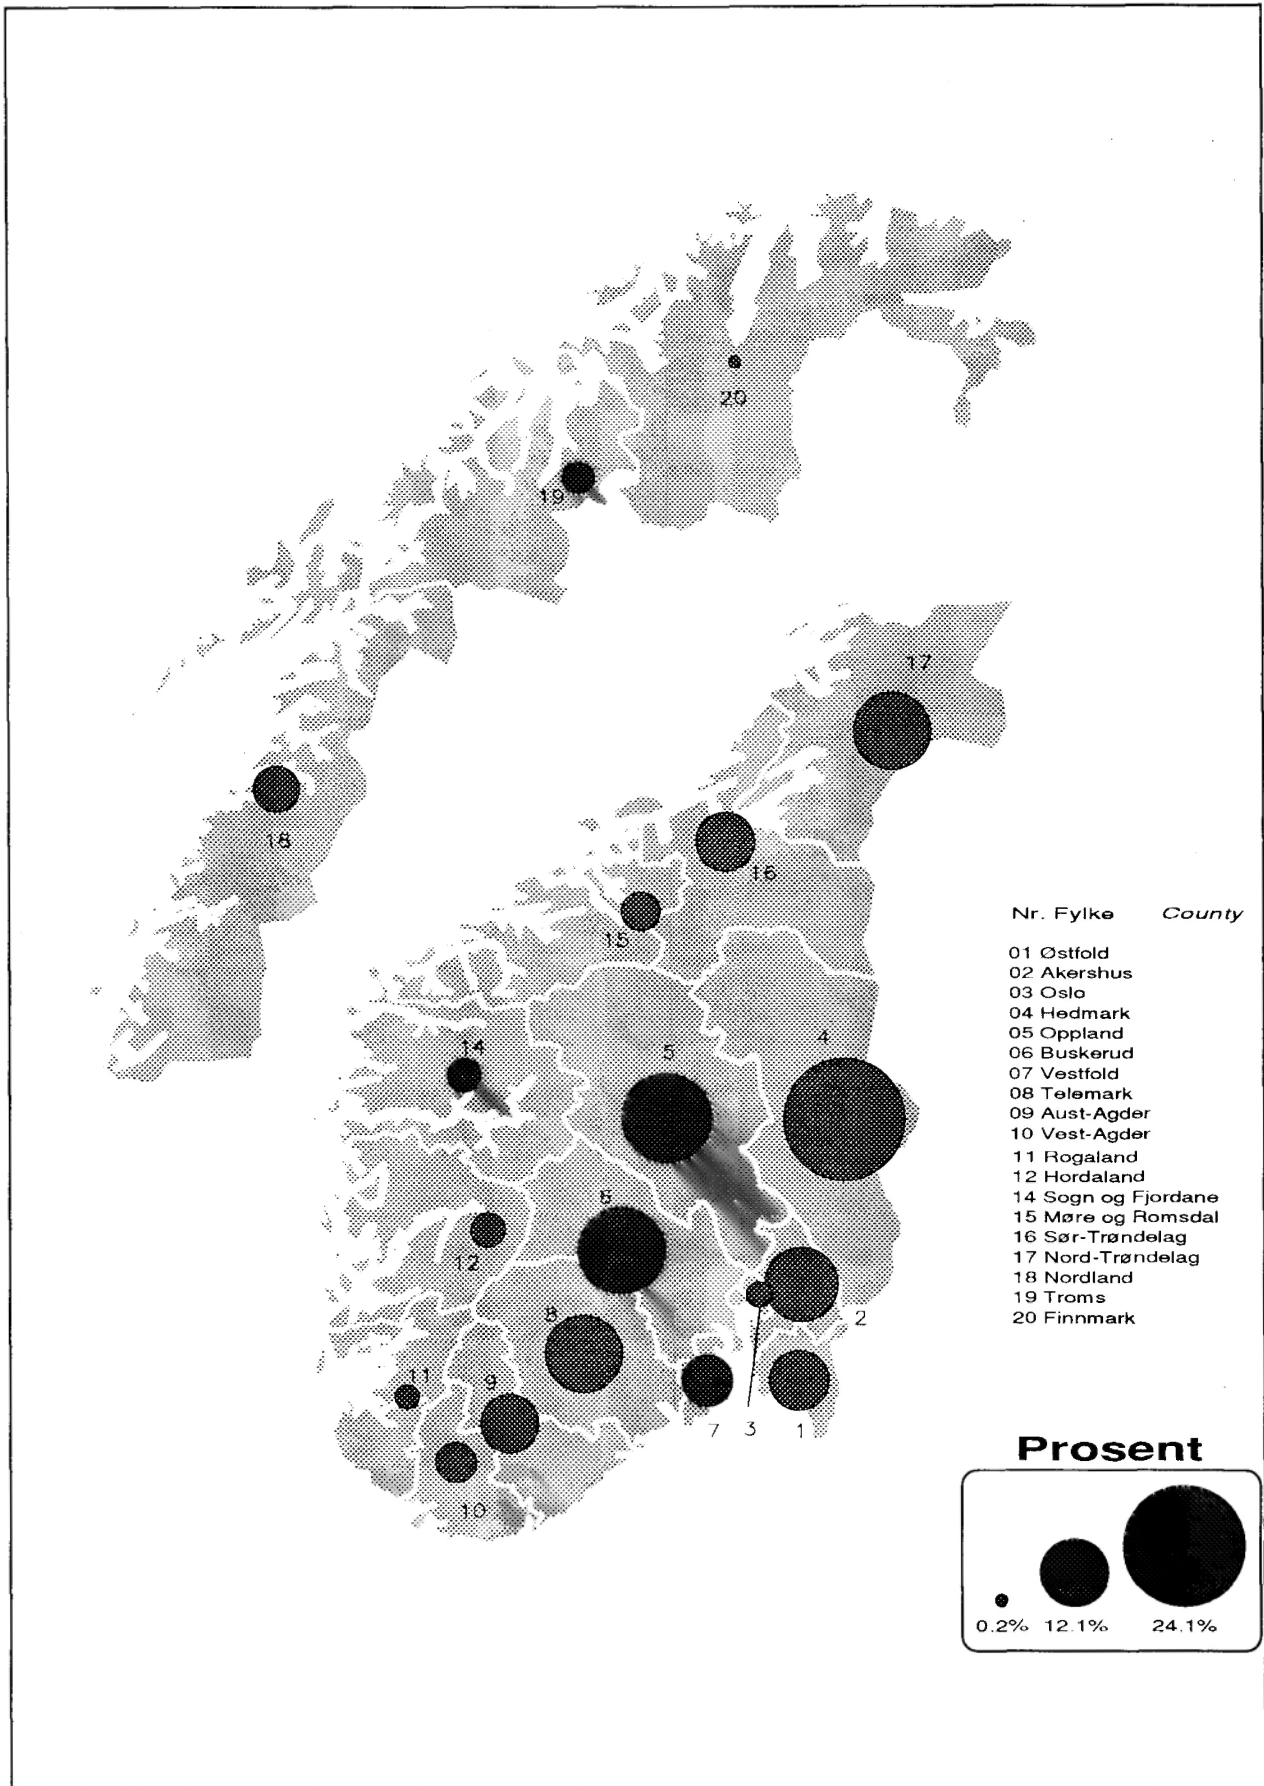 20
19
17
18
16
15
14
5
4
6
12
8
2
11
9
7
3
1
10
Nr. Fylke County
01 Østfold
02 Akershus
03 Oslo
04 Hedmark
05 Oppland
06 Buskerud
07 Vestfold
08 Telemark
09 Aust-Agder
10 Vest-Agder
11 Rogaland
12 Hordaland
14 Sogn og Fjordane
15 Møre og Romsdal
16 Sør-Trøndelag
17 Nord-Trøndelag
18 Nordland
19 Troms
20 Finnmark
Prosent
0.2% 12.1% 24.1%